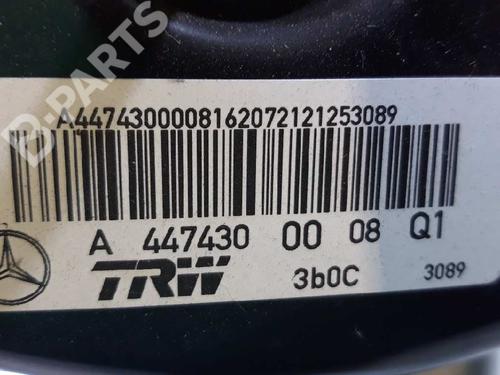 A44743000081620721212530​89
A 447430 00 08 Q1
TRW 3b0C 3089
D-PARTS